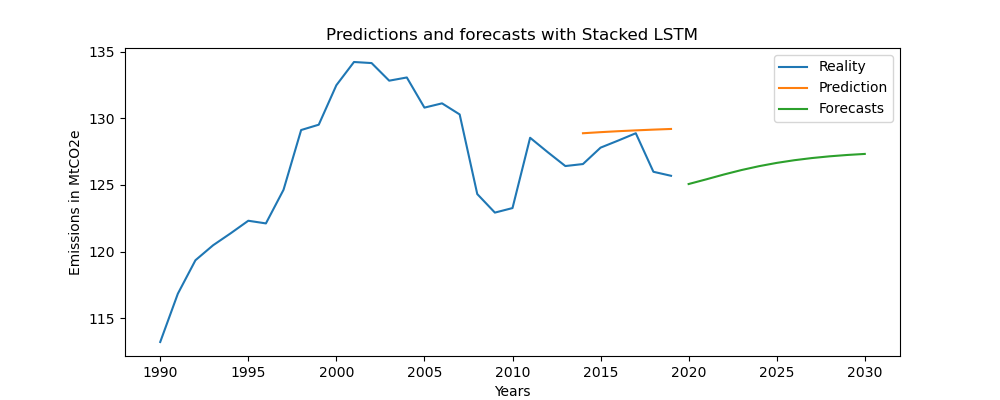 Predictions and forecasts with Stacked LSTM
Reality
Prediction
Forecasts
Emissions in MtCO2e
135
130
125
120
115
1990 1995 2000 2005 2010 2015 2020 2025 2030
Years